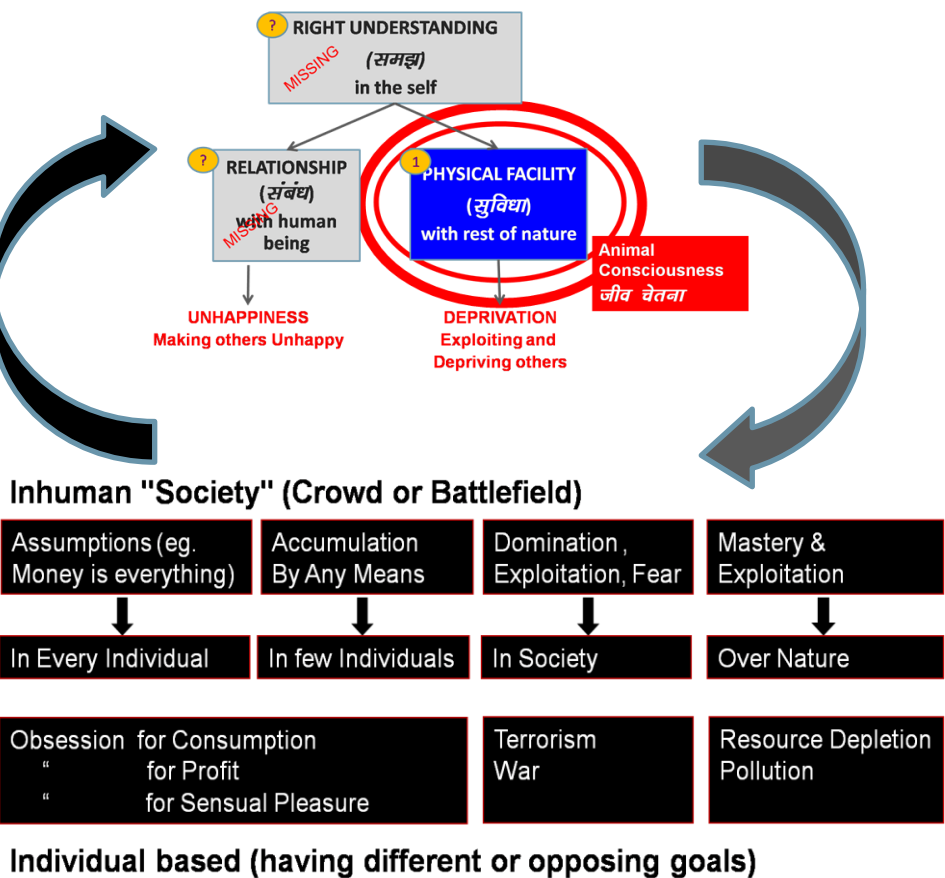 ?
RIGHT UNDERSTANDING
MISSING
(समझ)
in the self
?
RELATIONSHIP
(संबंध)
MISSING
with human
being
1
PHYSICAL FACILITY
(सुविधा)
with rest of nature
Animal
Consciousness
जीव चेतना
UNHAPPINESS
Making others Unhappy
DEPRIVATION
Exploiting and
Depriving others
Inhuman "Society" (Crowd or Battlefield)
Assumptions (eg.
Money is everything)
Accumulation
By Any Means
Domination ,
Exploitation, Fear
Mastery &
Exploitation
In Every Individual
In few Individuals
In Society
Over Nature
Obsession for Consumption
“ for Profit
“ for Sensual Pleasure
Terrorism
War
Resource Depletion
Pollution
Individual based (having different or opposing goals)